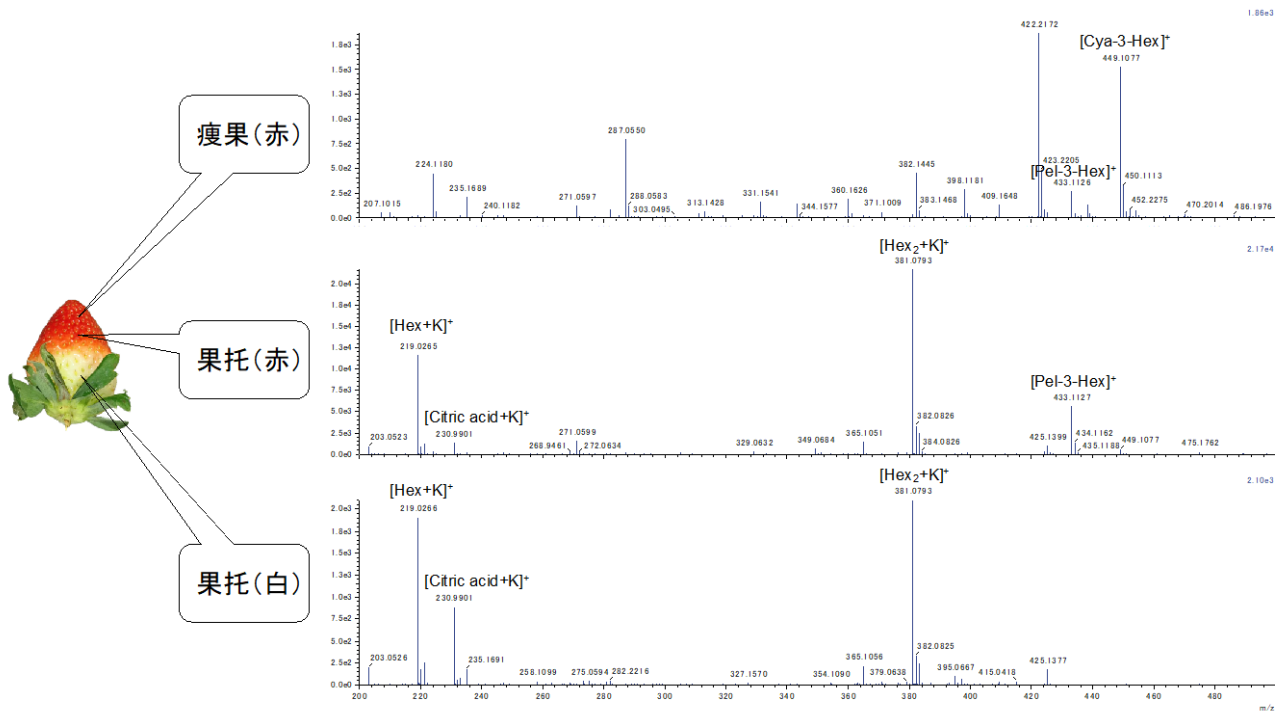 痩果(赤)
果托(赤)
果托(白)
1.86e3
1.8e3
1.5e3
1.3e3
1.0e3
7.5e2
5.0e2
2.5e2
0.0e0
207.1015
224.1180
235.1689
240.1182
271.0597
287.0550
288.0583
303.0495
313.1428
331.1541
344.1577
360.1626
371.1009
382.1445
383.1468
398.1181
409.1648
422.2172
423.2205
[Pel-3-Hex]+
433.1126
[Cya-3-Hex]+
449.1077
450.1113
452.2275
470.2014
486.1976
2.17e4
2.0e4
1.8e4
1.5e4
1.3e4
1.0e4
7.5e3
5.0e3
2.5e3
0.0e0
203.0523
[Hex+K]+
219.0265
[Citric acid+K]+
230.9901
268.9461
271.0599
272.0634
329.0632
349.0684
365.1051
[Hex2+K]+
381.0793
382.0826
384.0826
425.1399
[Pel-3-Hex]+
433.1127
434.1162
435.1188
449.1077
475.1762
2.10e3
2.0e3
1.8e3
1.5e3
1.3e3
1.0e3
7.5e2
5.0e2
2.5e2
0.0e0
203.0526
[Hex+K]+
219.0266
[Citric acid+K]+
230.9901
235.1691
258.1099
275.0594
282.2216
327.1570
354.1090
365.1056
379.0638
[Hex2+K]+
381.0793
382.0825
395.0667
415.0418
425.1377
200
220
240
260
280
300
320
340
360
380
400
420
440
460
480
m/z